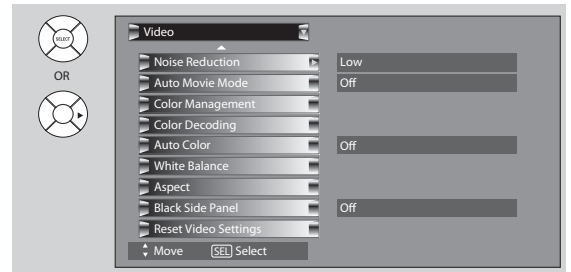 SELECT
OR
Video
Noise Reduction Low
Auto Movie Mode Off
Color Management
Color Decoding
Auto Color Off
White Balance
Aspect
Black Side Panel Off
Reset Video Settings
Move SEL Select